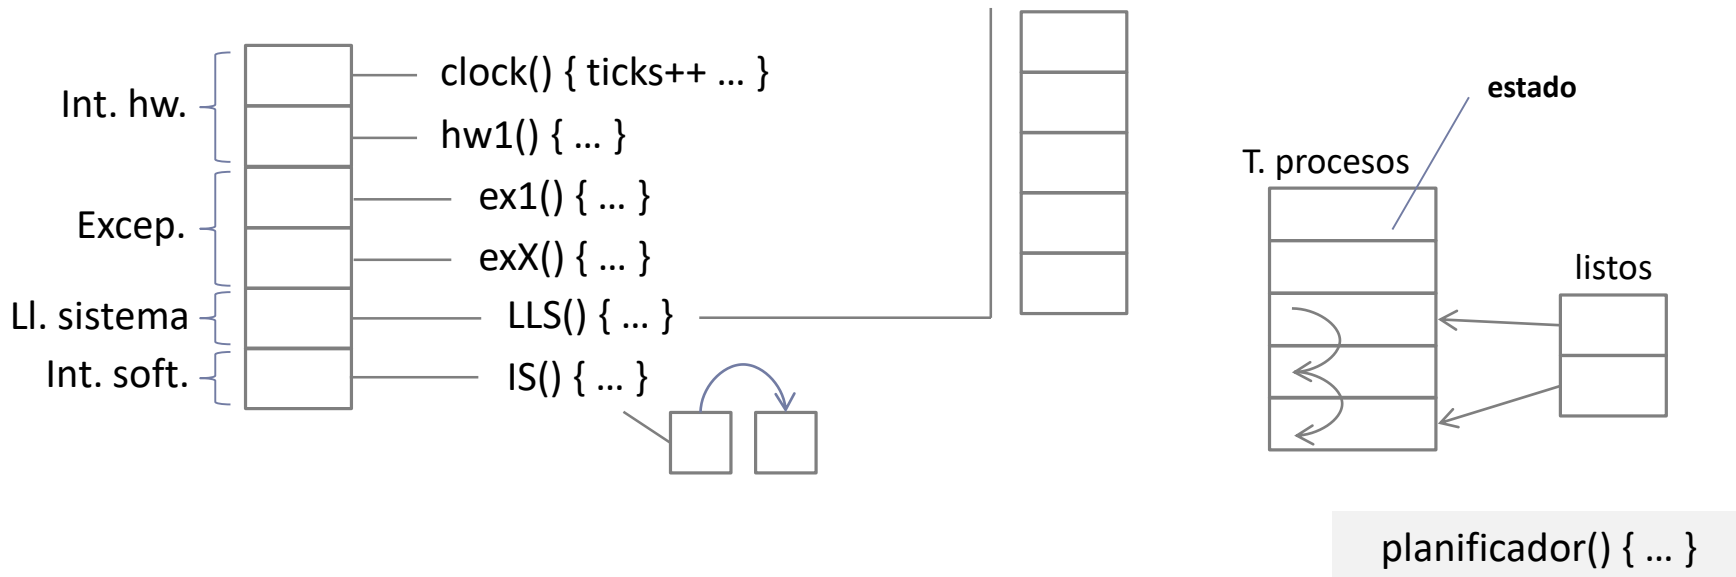 Int. hw.
clock() { ticks++ … }
hw1() { … }
Excep.
ex1() { … }
exX() { … }
Ll. sistema
LLS() { … }
Int. soft.
IS() { … }
estado
T. procesos
listos
planificador() { … }